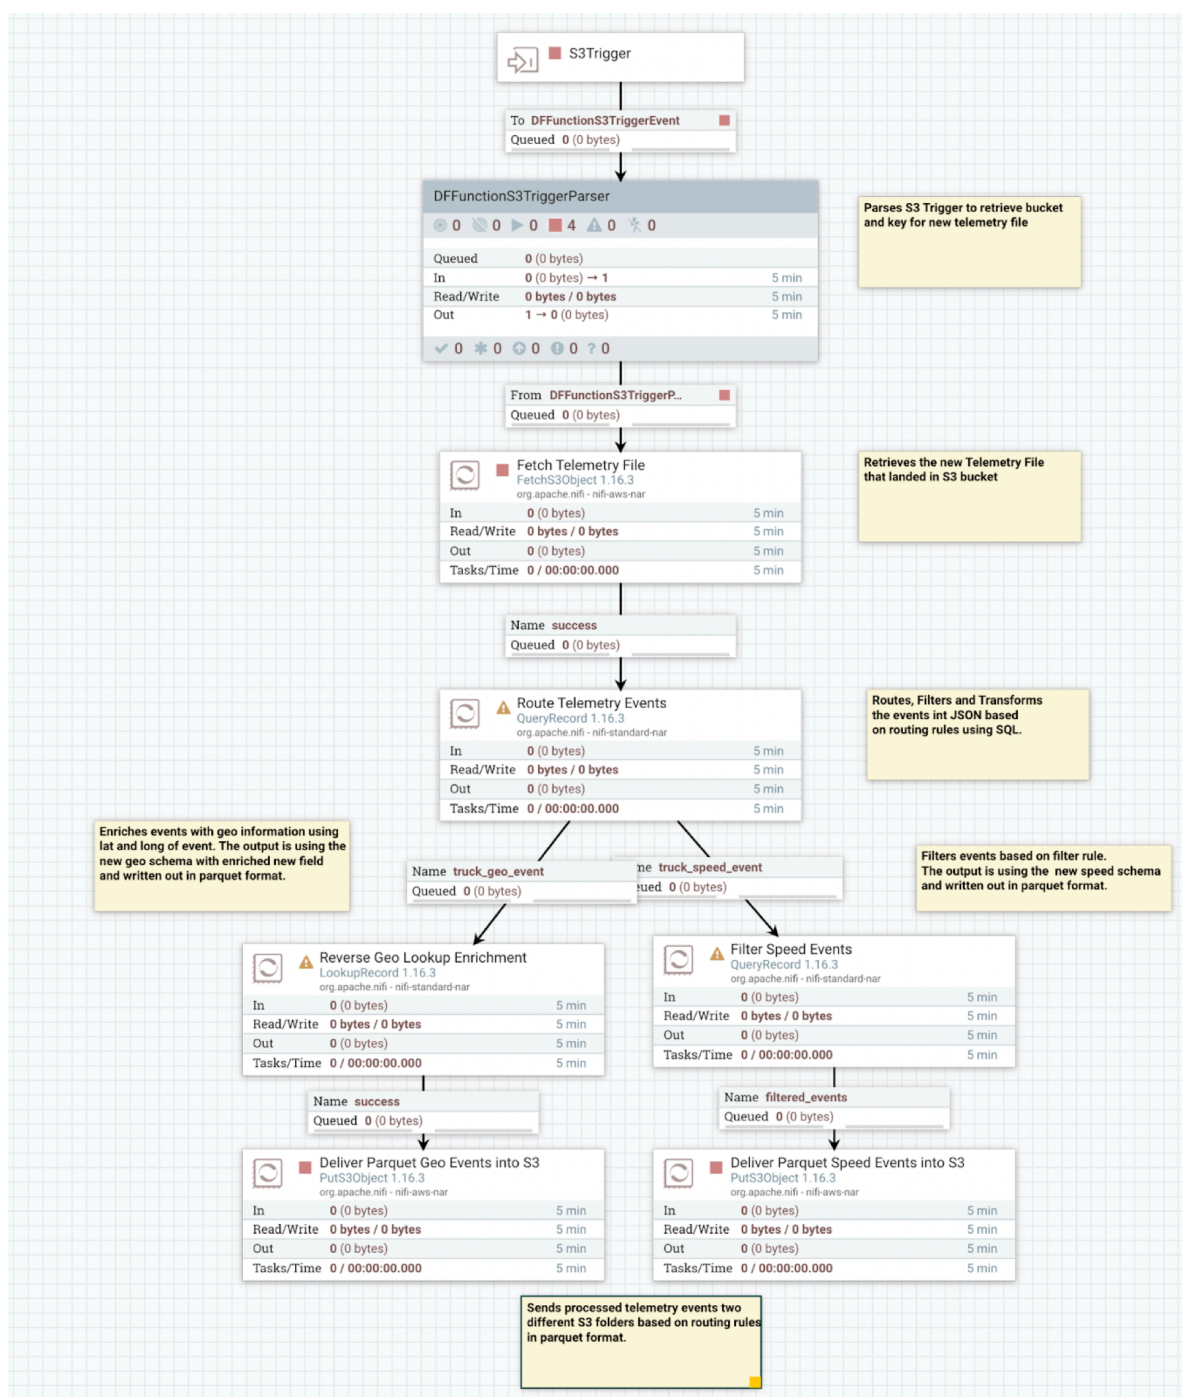 S3Trigger
To DFFunctionS3TriggerEvent
Queued 0 (0 bytes)
DFFunctionS3TriggerParser
0 0 0 4 0 0
Queued 0 (0 bytes)
In 0 (0 bytes) → 1 5 min
Read/Write 0 bytes / 0 bytes 5 min
Out 1 → 0 (0 bytes) 5 min
0 0 0 0 ? 0
Parses S3 Trigger to retrieve bucket
and key for new telemetry file
From DFFunctionS3TriggerP...
Queued 0 (0 bytes)
Fetch Telemetry File
FetchS3Object 1.16.3
org.apache.nifi - nifi-aws-nar
In 0 (0 bytes) 5 min
Read/Write 0 bytes / 0 bytes 5 min
Out 0 (0 bytes) 5 min
Tasks/Time 0 / 00:00:00.000 5 min
Retrieves the new Telemetry File
that landed in S3 bucket
Name success
Queued 0 (0 bytes)
Route Telemetry Events
QueryRecord 1.16.3
org.apache.nifi - nifi-standard-nar
In 0 (0 bytes) 5 min
Read/Write 0 bytes / 0 bytes 5 min
Out 0 (0 bytes) 5 min
Tasks/Time 0 / 00:00:00.000 5 min
Routes, Filters and Transforms
the events int JSON based
on routing rules using SQL.
Enriches events with geo information using
lat and long of event. The output is using the
new geo schema with enriched new field
and written out in parquet format.
Name truck_geo_event
Queued 0 (0 bytes)
me truck_speed_event
eued 0 (0 bytes)
Filters events based on filter rule.
The output is using the new speed schema
and written out in parquet format.
Reverse Geo Lookup Enrichment
LookupRecord 1.16.3
org.apache.nifi - nifi-standard-nar
In 0 (0 bytes) 5 min
Read/Write 0 bytes / 0 bytes 5 min
Out 0 (0 bytes) 5 min
Tasks/Time 0 / 00:00:00.000 5 min
Filter Speed Events
QueryRecord 1.16.3
org.apache.nifi - nifi-standard-nar
In 0 (0 bytes) 5 min
Read/Write 0 bytes / 0 bytes 5 min
Out 0 (0 bytes) 5 min
Tasks/Time 0 / 00:00:00.000 5 min
Name success
Queued 0 (0 bytes)
Name filtered_events
Queued 0 (0 bytes)
Deliver Parquet Geo Events into S3
PutS3Object 1.16.3
org.apache.nifi - nifi-aws-nar
In 0 (0 bytes) 5 min
Read/Write 0 bytes / 0 bytes 5 min
Out 0 (0 bytes) 5 min
Tasks/Time 0 / 00:00:00.000 5 min
Deliver Parquet Speed Events into S3
PutS3Object 1.16.3
org.apache.nifi - nifi-aws-nar
In 0 (0 bytes) 5 min
Read/Write 0 bytes / 0 bytes 5 min
Out 0 (0 bytes) 5 min
Tasks/Time 0 / 00:00:00.000 5 min
Sends processed telemetry events two
different S3 folders based on routing rules
in parquet format.